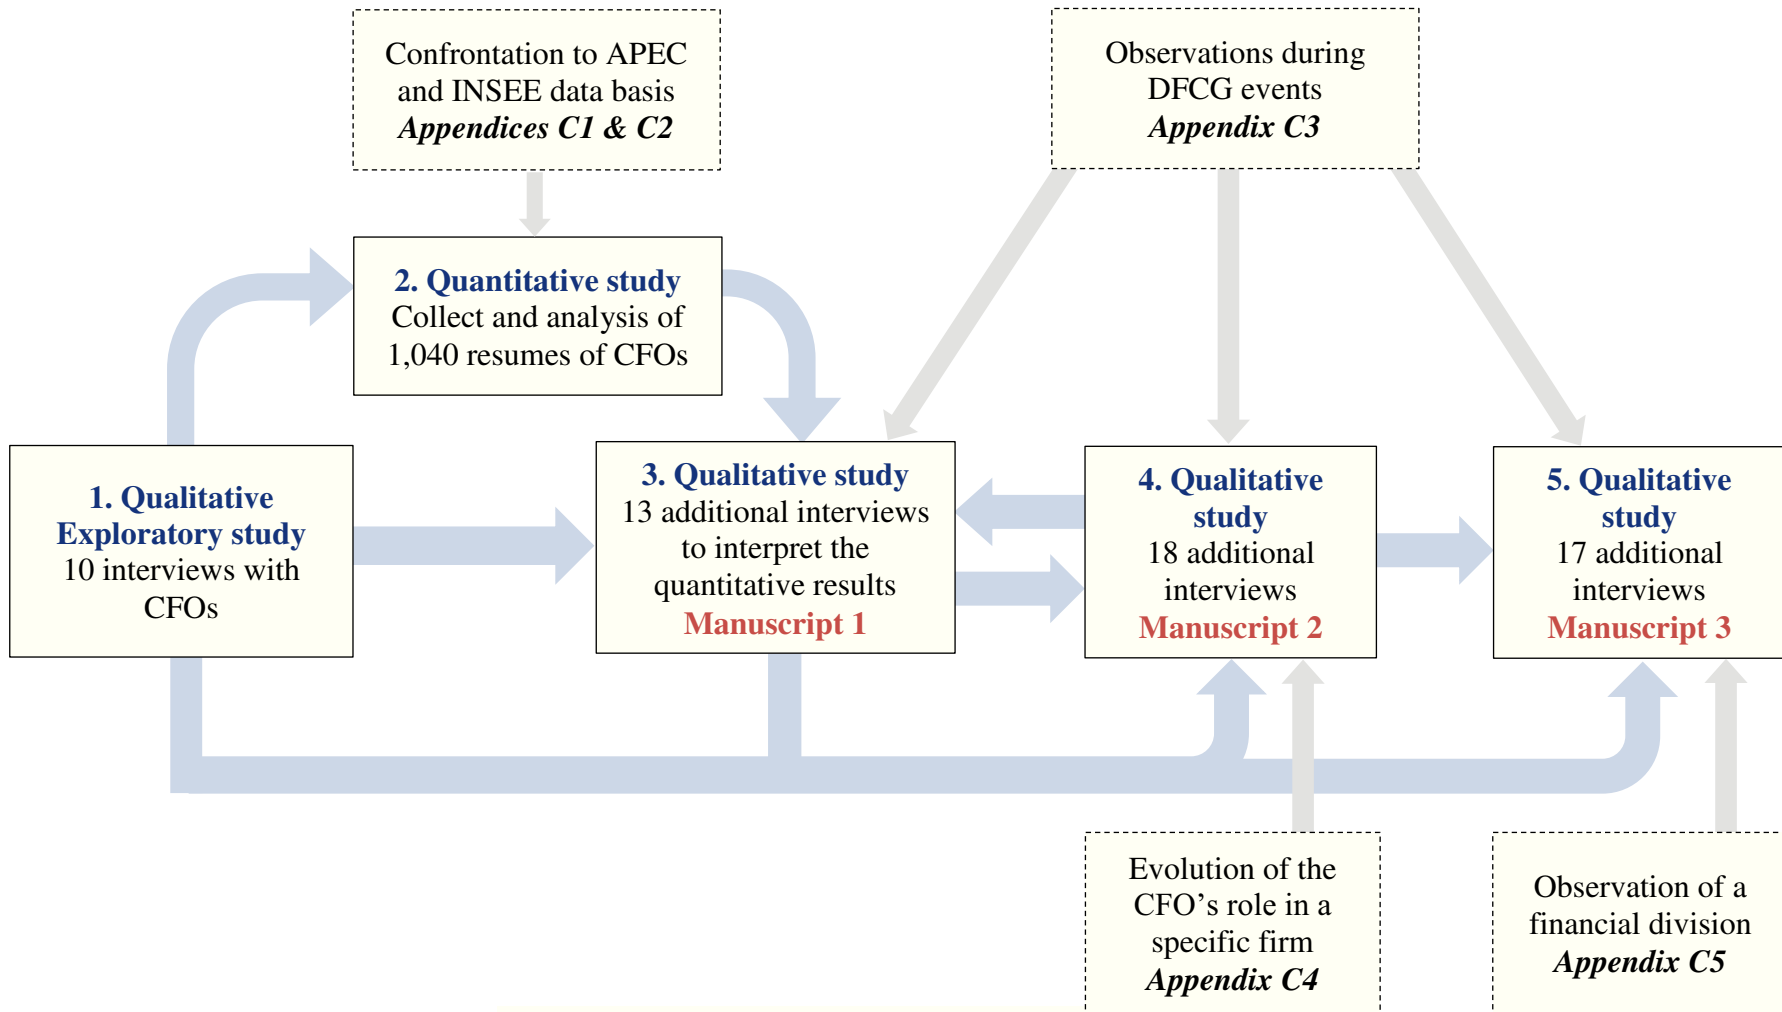 Confrontation to APEC
and INSEE data basis
Appendices C1 & C2
Observations during
DFCG events
Appendix C3
2. Quantitative study
Collect and analysis of
1,040 resumes of CFOs
1. Qualitative
Exploratory study
10 interviews with
CFOs
3. Qualitative study
13 additional interviews
to interpret the
quantitative results
Manuscript 1
4. Qualitative
study
18 additional
interviews
Manuscript 2
5. Qualitative
study
17 additional
interviews
Manuscript 3
Evolution of the
CFO’s role in a
specific firm
Appendix C4
Observation of a
financial division
Appendix C5